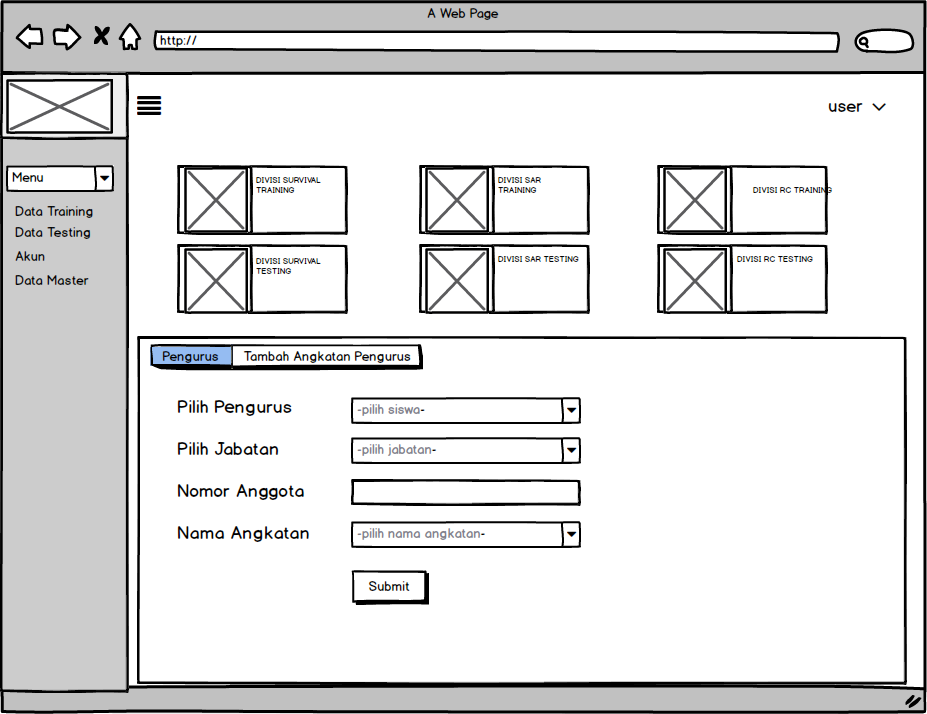 A Web Page
http://
user
Menu
Data Training
Data Testing
Akun
Data Master
DIVISI SURVIVAL
TRAINING
DIVISI SAR
TRAINING
DIVISI RC TRAINING
DIVISI SURVIVAL
TESTING
DIVISI SAR TESTING
DIVISI RC TESTING
Pengurus
Tambah Angkatan Pengurus
Pilih Pengurus
-pilih siswa-
Pilih Jabatan
-pilih jabatan-
Nomor Anggota
Nama Angkatan
-pilih nama angkatan-
Submit